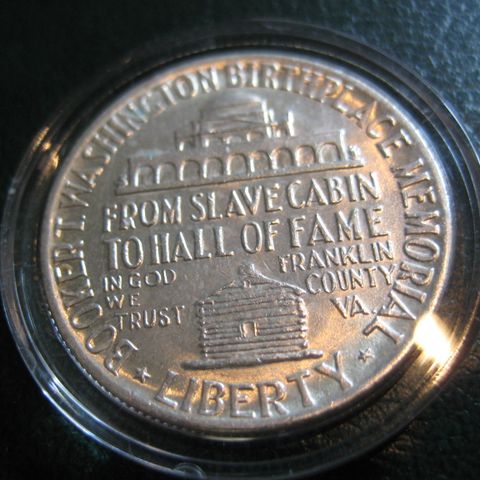 BOOKER T. WASHINGTON BIRTHPLACE MEMORIAL
FROM SLAVE CABIN
TO HALL OF FAME
IN GOD
WE
TRUST
FRANKLIN
COUNTY
VA.
LIBERTY